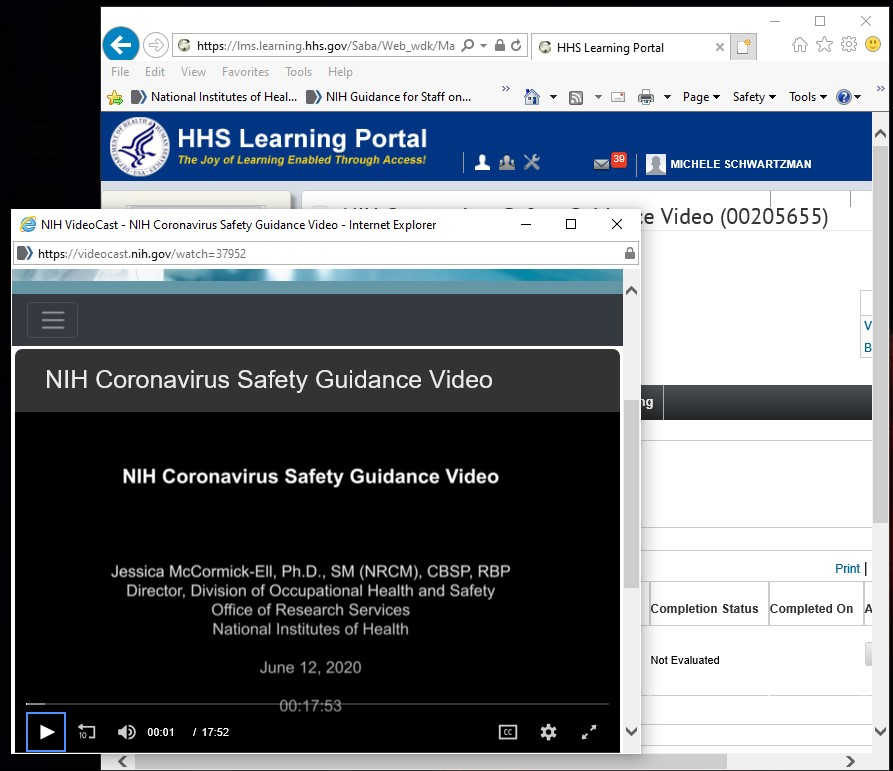 https://lms.learning.hhs.gov/Saba/Web_wdk/Ma
HHS Learning Portal
File Edit View Favorites Tools Help
National Institutes of Heal... NIH Guidance for Staff on...
Page Safety Tools
HHS Learning Portal
The Joy of Learning Enabled Through Access!
39
MICHELE SCHWARTZMAN
ce Video (00205655)
NIH VideoCast - NIH Coronavirus Safety Guidance Video - Internet Explorer
https://videocast.nih.gov/watch=37952
V
B
NIH Coronavirus Safety Guidance Video
ng
NIH Coronavirus Safety Guidance Video
Jessica McCormick-Ell, Ph.D., SM (NRCM), CBSP, RBP
Director, Division of Occupational Health and Safety
Office of Research Services
National Institutes of Health
June 12, 2020
00:17:53
10
00:01 / 17:52
CC
Print |
Completion Status Completed On A
Not Evaluated